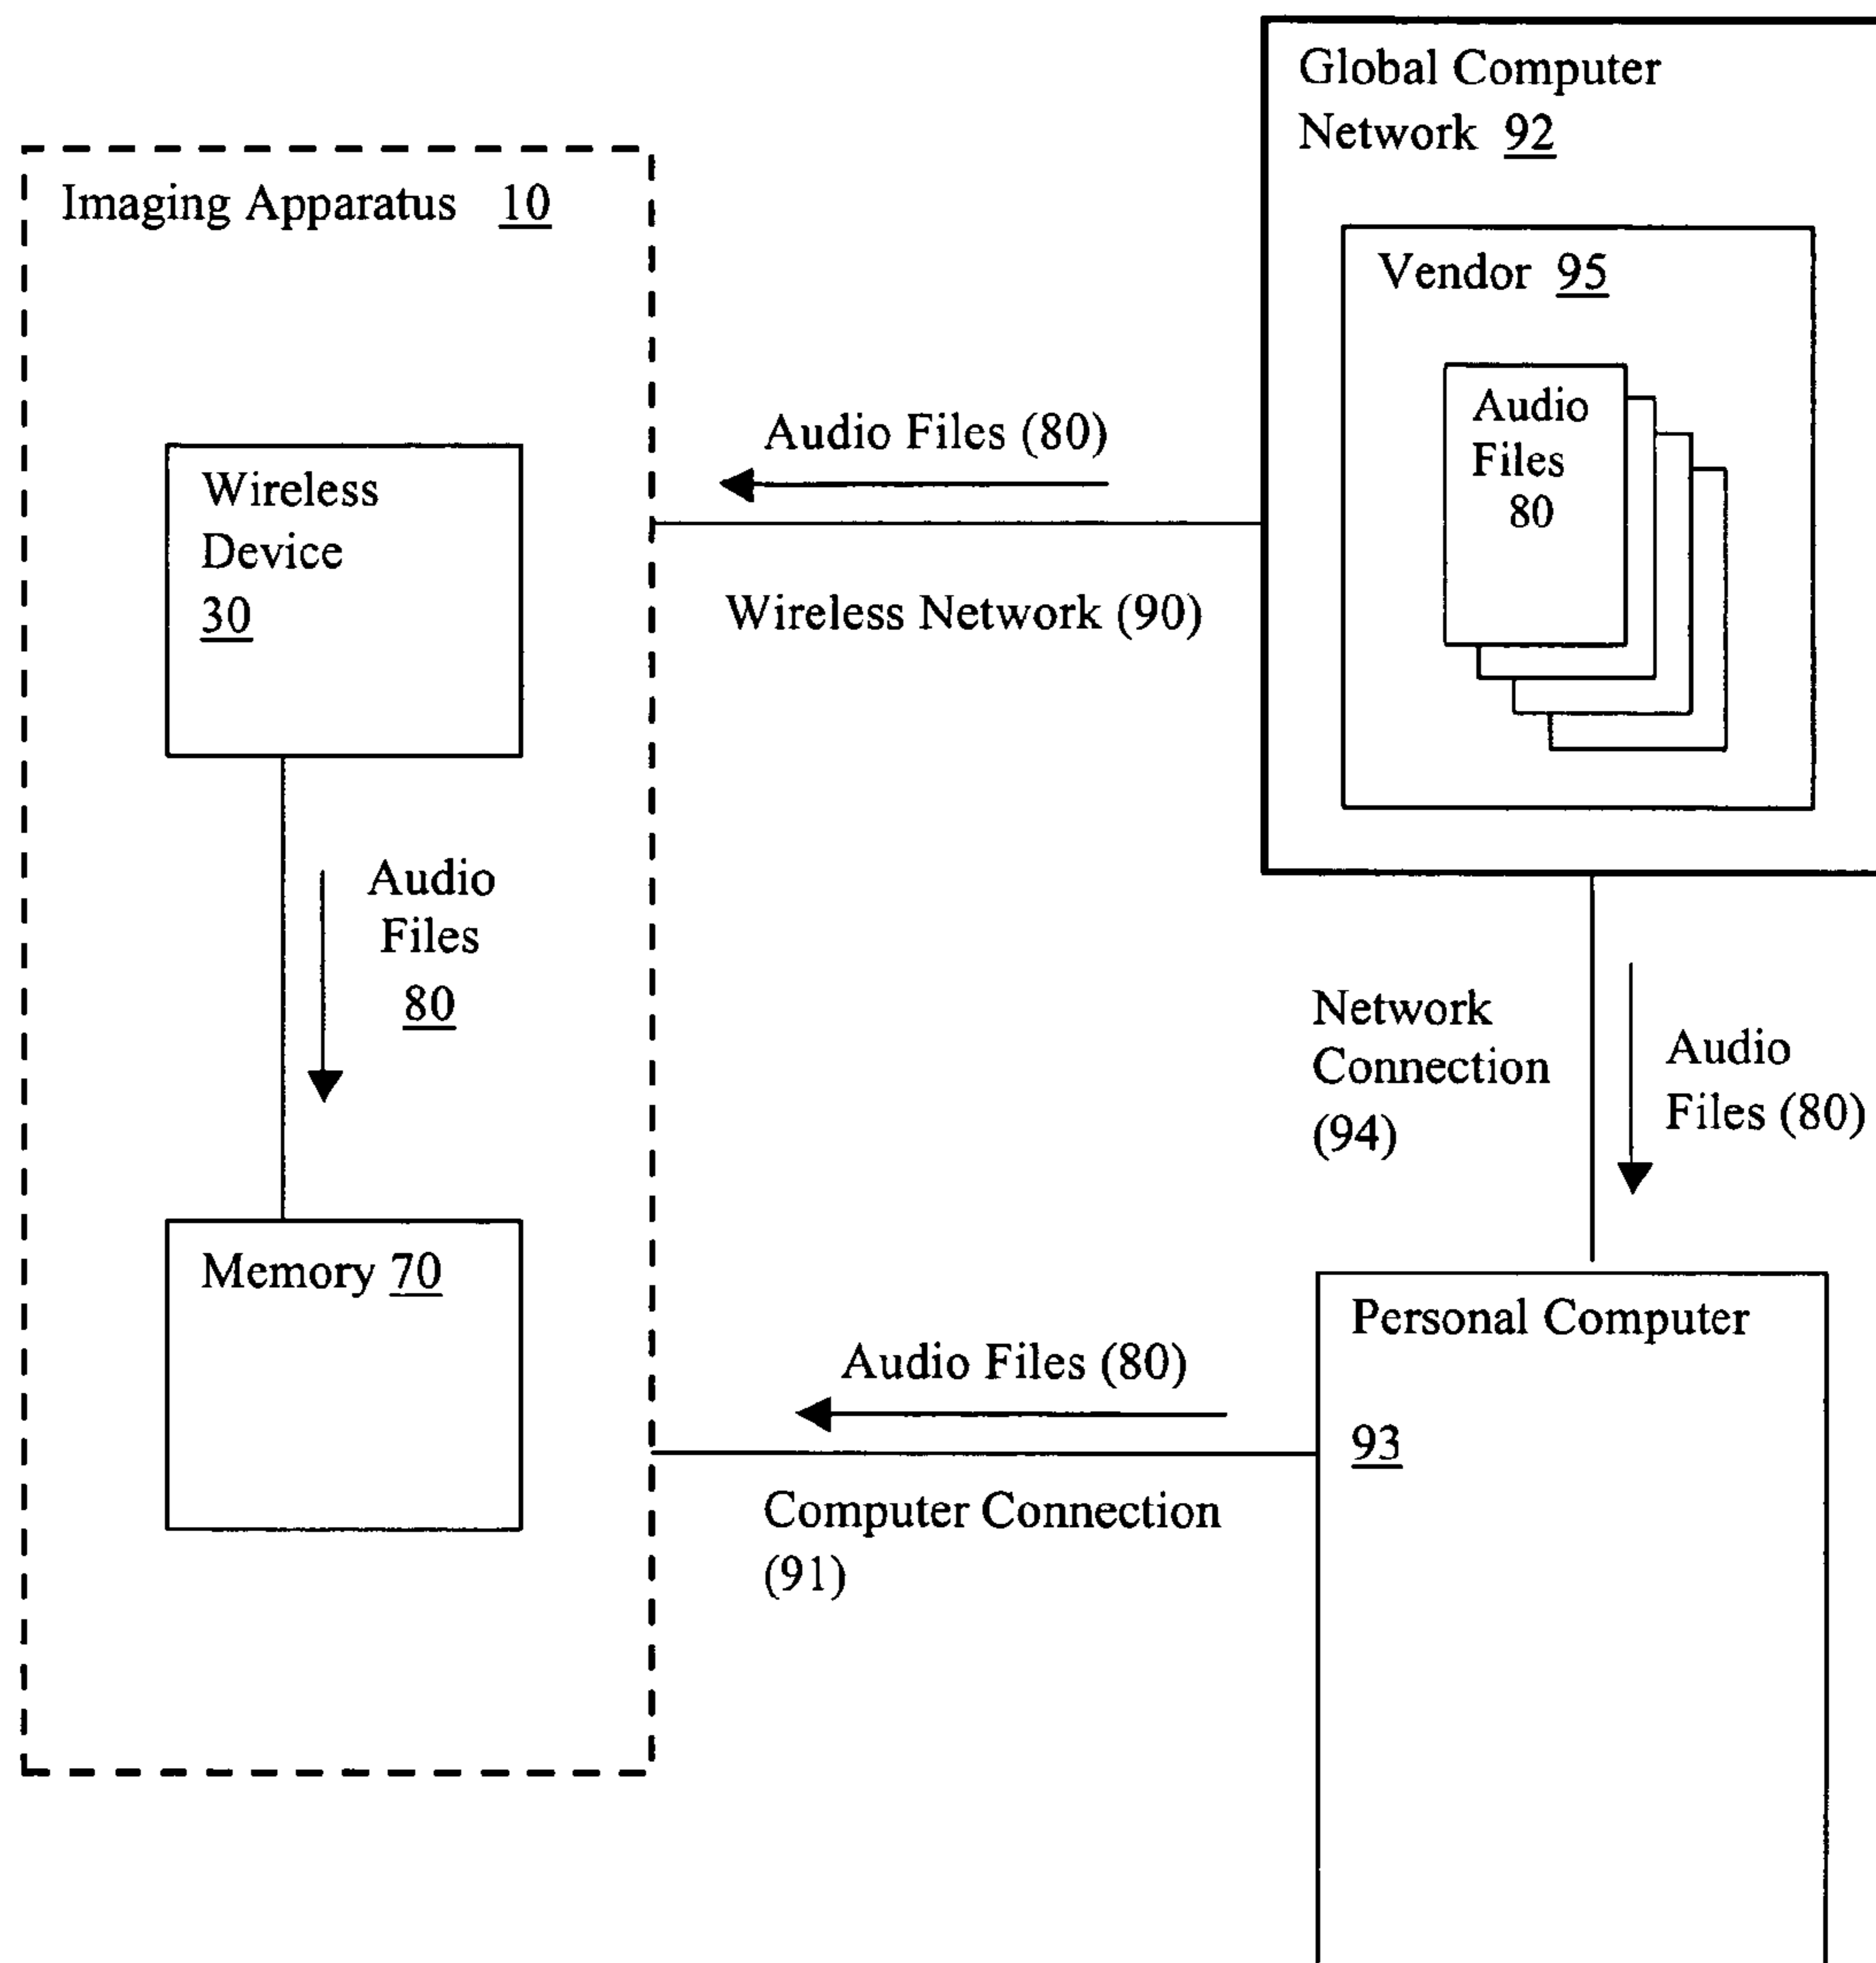 Global Computer
Network 92
Imaging Apparatus 10
Vendor 95
Audio
Files
80
Audio Files (80)
Wireless
Device
30
Wireless Network (90)
Audio
Files
80
Network
Connection
(94)
Audio
Files (80)
Memory 70
Personal Computer
93
Audio Files (80)
Computer Connection
(91)